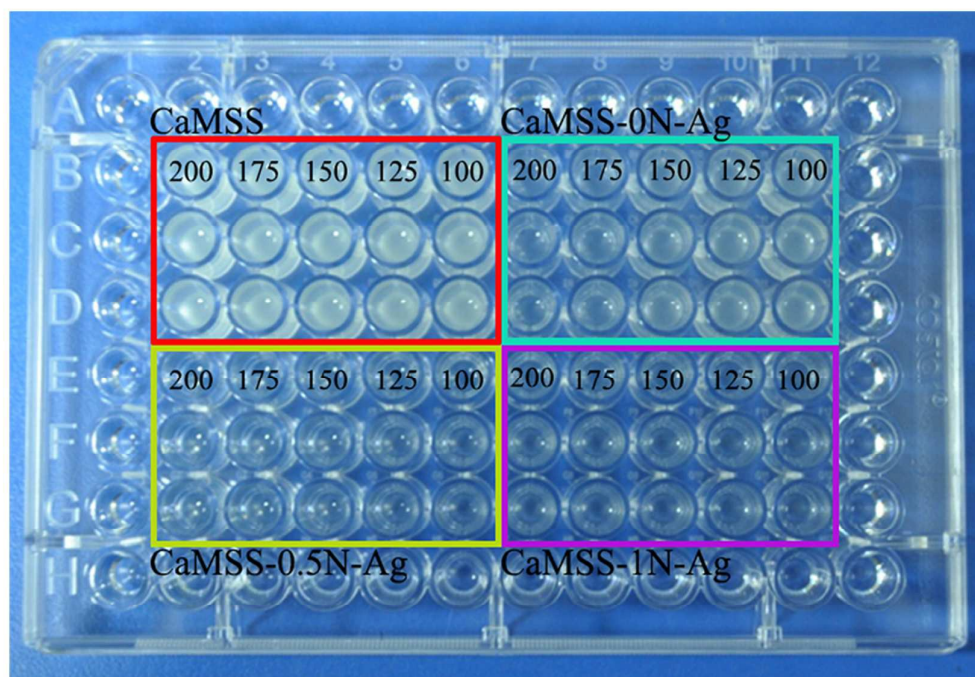 1 2 3 4 5 6 7 8 9 10 11 12
A
CaMSS CaMSS-0N-Ag
B 200 175 150 125 100 200 175 150 125 100
C
D
E 200 175 150 125 100 200 175 150 125 100
F
G
CaMSS-0.5N-Ag CaMSS-1N-Ag
H